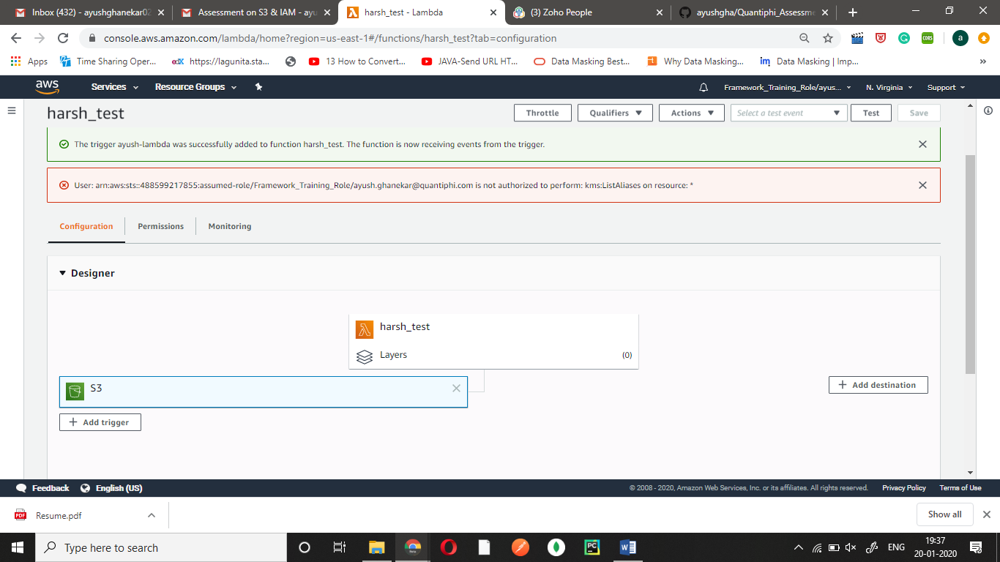 Inbox (432) - ayushghanekar02
Assessment on S3 & IAM - ayu
harsh_test - Lambda
(3) Zoho People
ayushgha/Quantiphi_Assessme
console.aws.amazon.com/lambda/home?region=us-east-1#/functions/harsh_test?tab=configuration
CORS
a
Apps
Time Sharing Oper...
edX
https://lagunita.sta...
13 How to Convert...
JAVA-Send URL HT...
Data Masking Best...
Why Data Masking...
im
Data Masking | Imp...
»
aws
Services
Resource Groups
Framework_Training_Role/ayus...
N. Virginia
Support
harsh_test
Throttle
Qualifiers
Actions
Select a test event
Test
Save
The trigger ayush-lambda was successfully added to function harsh_test. The function is now receiving events from the trigger.
User: arn:aws:sts::488599217855:assumed-role/Framework_Training_Role/ayush.ghanekar@quantiphi.com is not authorized to perform: kms:ListAliases on resource: *
Configuration
Permissions
Monitoring
Designer
harsh_test
Layers
(0)
S3
Add destination
Add trigger
Feedback
English (US)
© 2008 - 2020, Amazon Web Services, Inc. or its affiliates. All rights reserved.
Privacy Policy
Terms of Use
PDF
Resume.pdf
Show all
Type here to search
PC
W
ENG
19:37
20-01-2020